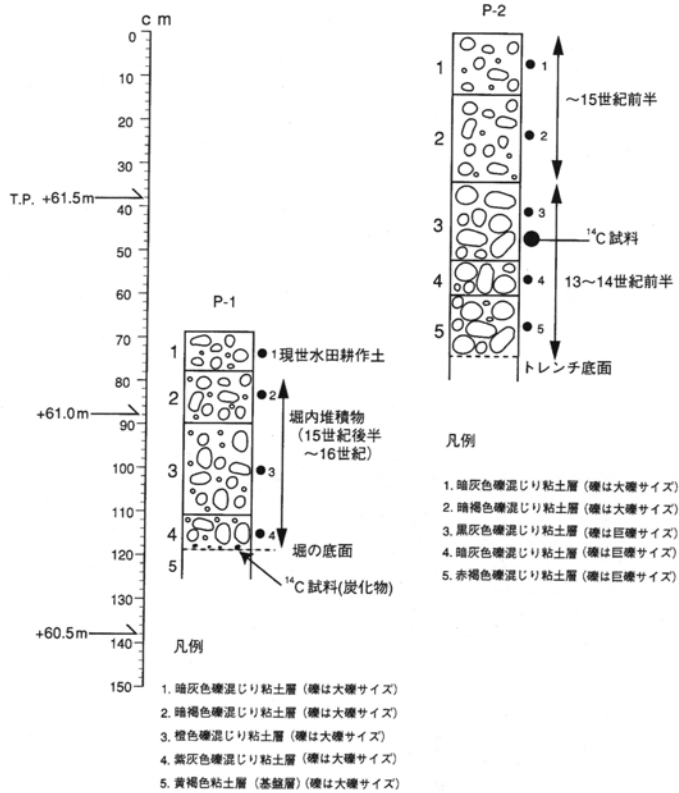 c m
0
10
20
30
T.P. +61.5m
40
50
60
70
80
+61.0m
90
100
110
120
130
+60.5m
140
150
P-1
1
2
3
4
5
1 現世水田耕作土
2
3
4
堀内堆積物
(15世紀後半
～16世紀)
堀の底面
¹⁴C試料(炭化物)
凡例
1. 暗灰色礫混じり粘土層 (礫は大礫サイズ)
2. 暗褐色礫混じり粘土層 (礫は大礫サイズ)
3. 橙色礫混じり粘土層 (礫は大礫サイズ)
4. 紫灰色礫混じり粘土層 (礫は大礫サイズ)
5. 黄褐色粘土層 (基盤層) (礫は大礫サイズ)
P-2
1
2
3
4
5
1
2
3
4
5
～15世紀前半
¹⁴C試料
13～14世紀前半
トレンチ底面
凡例
1. 暗灰色礫混じり粘土層 (礫は大礫サイズ)
2. 暗褐色礫混じり粘土層 (礫は大礫サイズ)
3. 黒灰色礫混じり粘土層 (礫は巨礫サイズ)
4. 暗灰色礫混じり粘土層 (礫は巨礫サイズ)
5. 赤褐色礫混じり粘土層 (礫は巨礫サイズ)